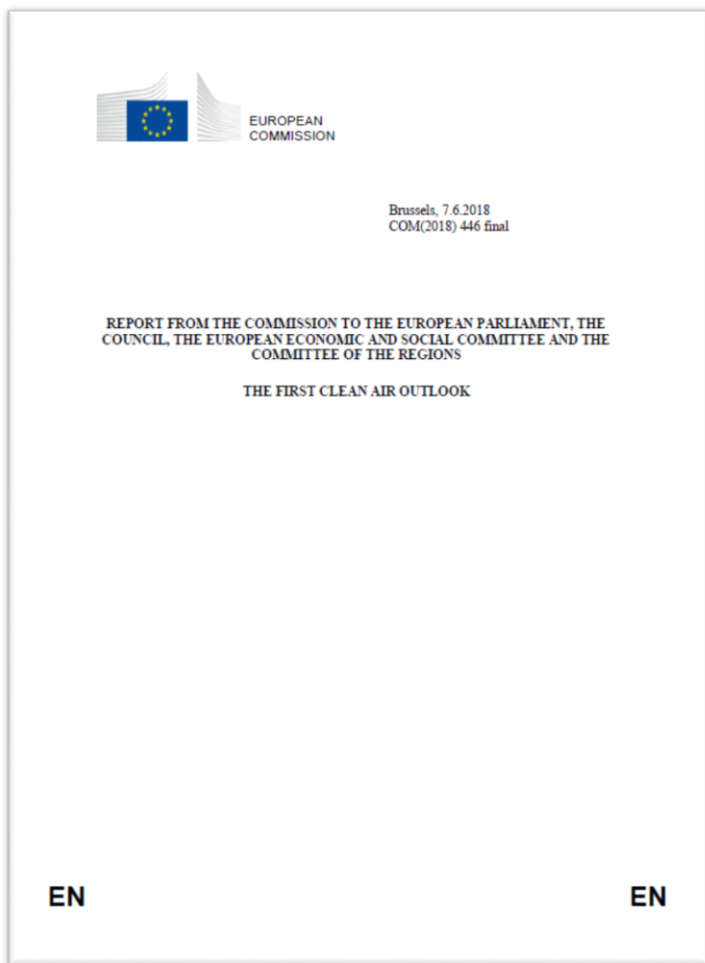 EUROPEAN
COMMISSION
Brussels, 7.6.2018
COM(2018) 446 final
REPORT FROM THE COMMISSION TO THE EUROPEAN PARLIAMENT, THE
COUNCIL, THE EUROPEAN ECONOMIC AND SOCIAL COMMITTEE AND THE
COMMITTEE OF THE REGIONS
THE FIRST CLEAN AIR OUTLOOK
EN EN